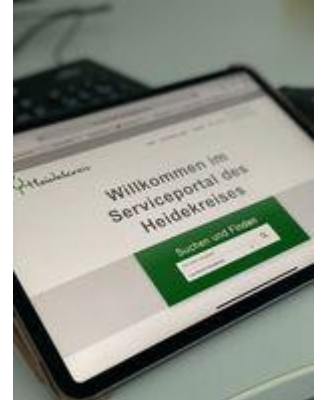 Heidekreis
Willkommen im
Serviceportal des
Heidekreises
Suchen und Finden